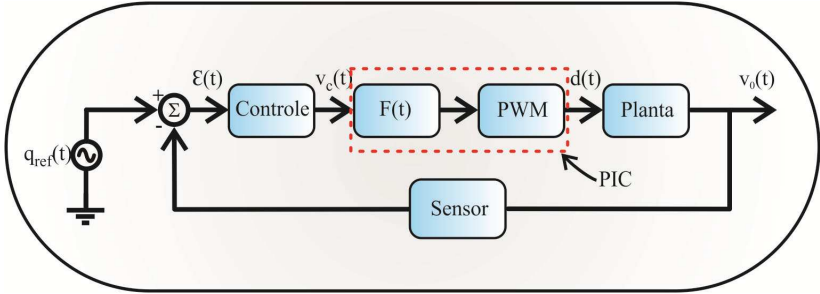 ε(t)
v_c(t)
d(t)
v_0(t)
+
Σ
-
Controle
F(t)
PWM
Planta
q_ref(t)
PIC
Sensor